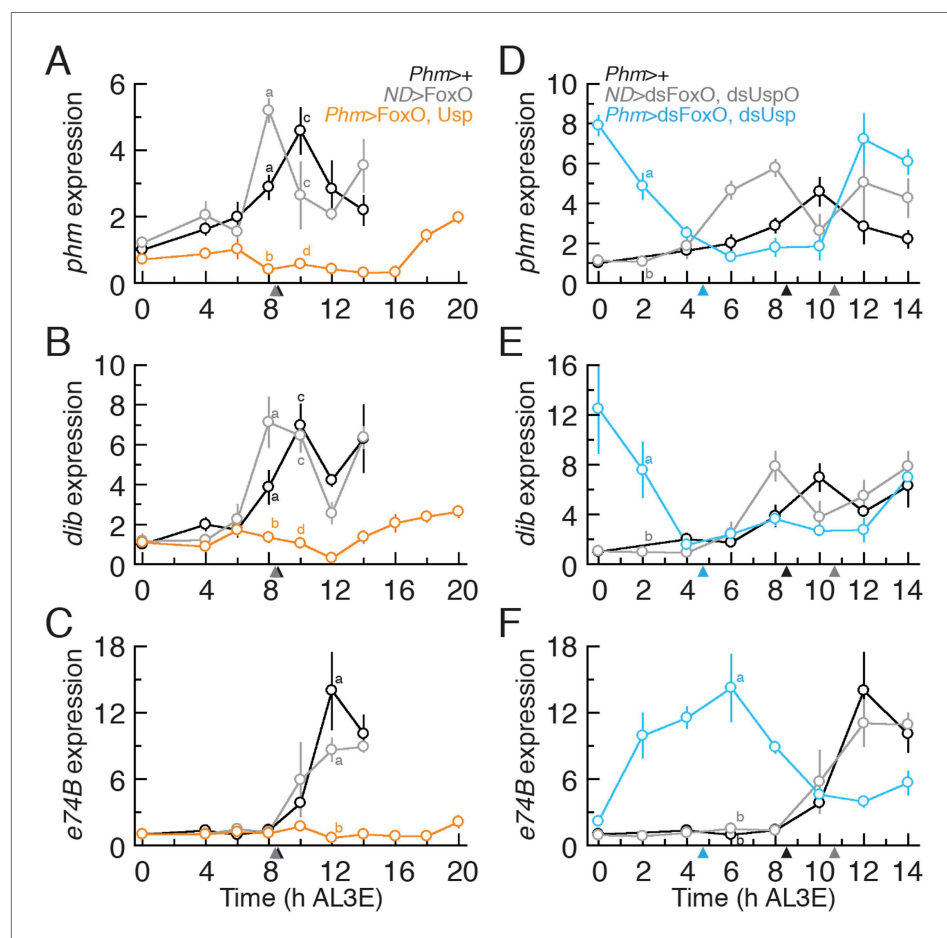 A
Phm>+
ND>FoxO
Phm>FoxO, Usp
phm expression
6
4
2
0
a
a
b
c
c
d
0 4 8 12 16 20
D
Phm>+
ND>dsFoxO, dsUspO
Phm>dsFoxO, dsUsp
phm expression
10
8
6
4
2
0
a
b
0 2 4 6 8 10 12 14
B
dib expression
10
8
6
4
2
0
a
a
b
c
c
d
0 4 8 12 16 20
E
dib expression
16
12
8
4
0
a
b
0 2 4 6 8 10 12 14
C
e74B expression
18
12
6
0
a
a
b
0 4 8 12 16 20
Time (h AL3E)
F
e74B expression
18
12
6
0
a
b
b
0 2 4 6 8 10 12 14
Time (h AL3E)